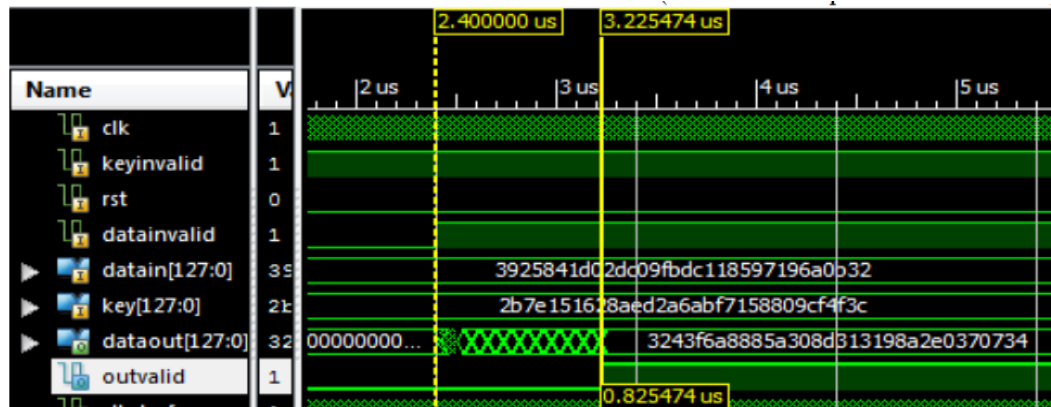 2.400000 us 3.225474 us
Name V
2 us 3 us 4 us 5 us
clk 1
keyinvalid 1
rst 0
datainvalid 1
datain[127:0] 39 3925841d02dc09fbdc118597196a0b32
key[127:0] 2b 2b7e151628aed2a6abf7158809cf4f3c
dataout[127:0] 32 00000000... 3243f6a8885a308d313198a2e0370734
outvalid 1
0.825474 us